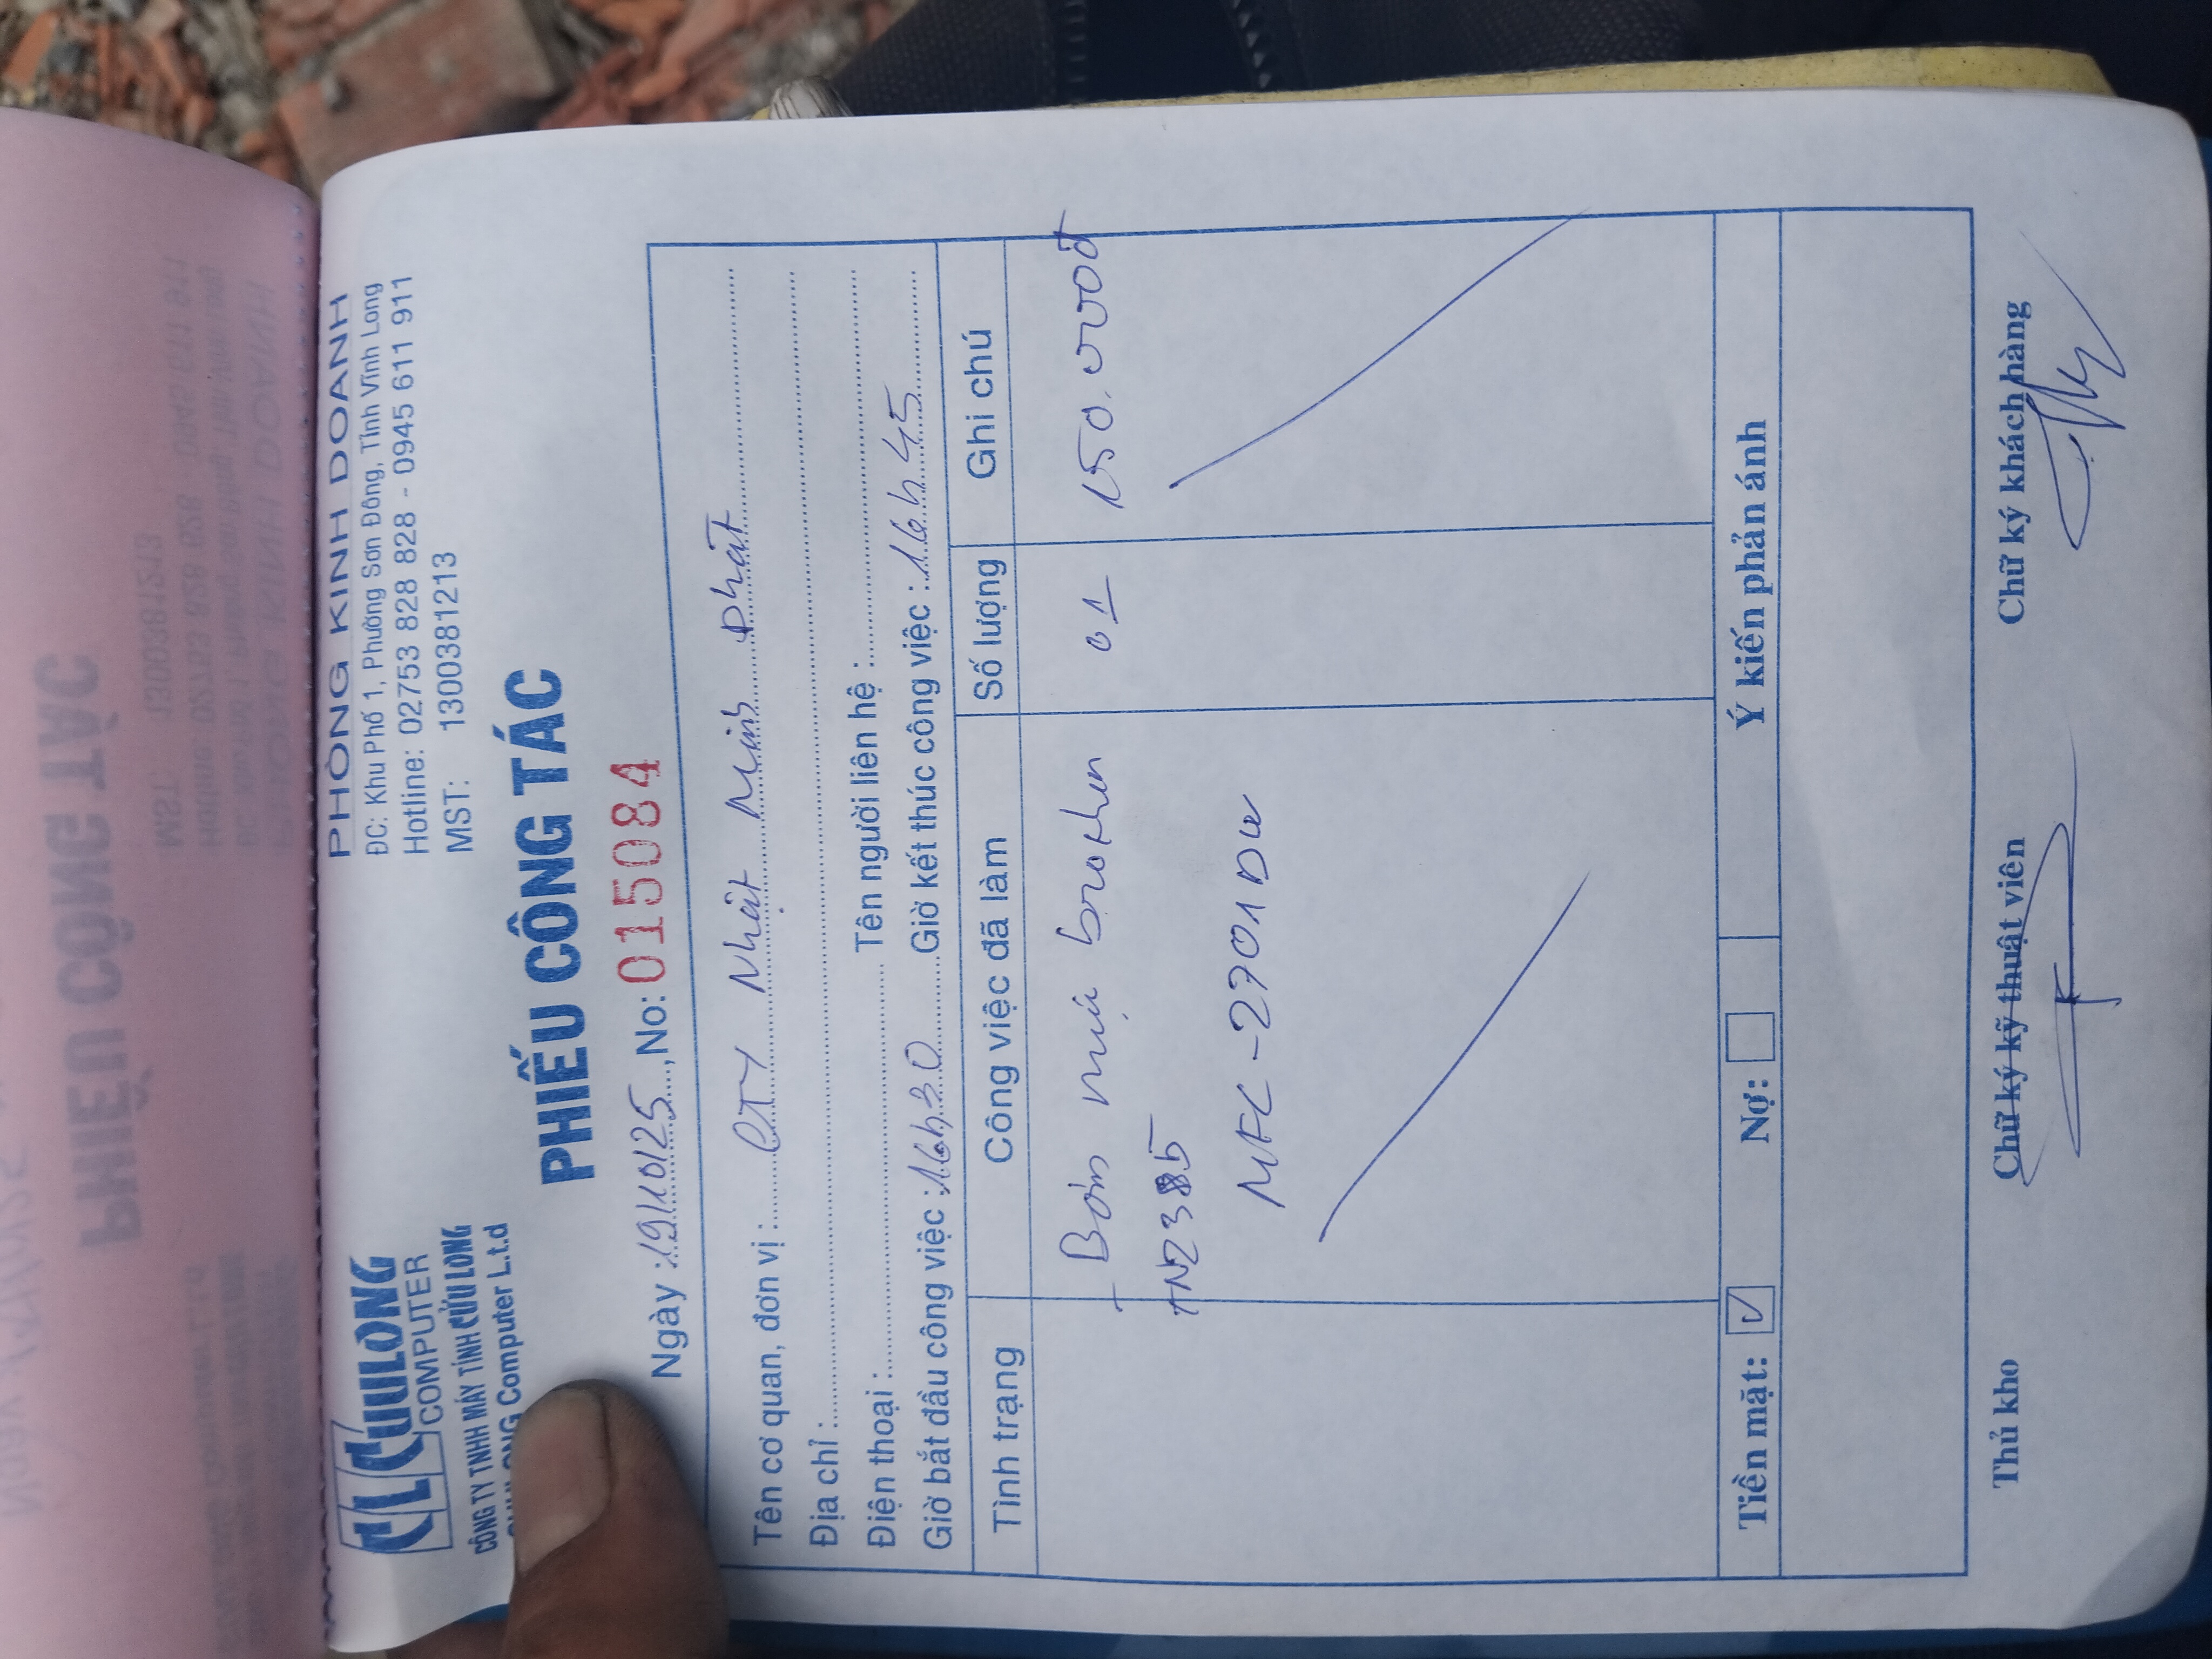 CL CUULONG
COMPUTER
CÔNG TY TNHH MÁY TÍNH CỬU LONG
Computer L.t.d
PHÒNG KINH DOANH
ĐC: Khu Phố 1, Phường Sơn Đông, Tỉnh Vĩnh Long
Hotline: 02753 828 828 - 0945 611 911
MST: 1300381213
PHIẾU CÔNG TÁC
Ngày : 19/10/25, No: 015084
Tên cơ quan, đơn vị : CTY Nhật Minh Phát
Địa chỉ :
Điện thoại : Tên người liên hệ :
Giờ bắt đầu công việc : 16h30 Giờ kết thúc công việc : 16h45
Tình trạng Công việc đã làm Số lượng Ghi chú
- Bơm mực brother 01 150.000đ
TN2385
MFC-2701Dw
Tiền mặt: ☑ Nợ: ☐ Ý kiến phản ánh
Thủ kho Chữ ký kỹ thuật viên Chữ ký khách hàng